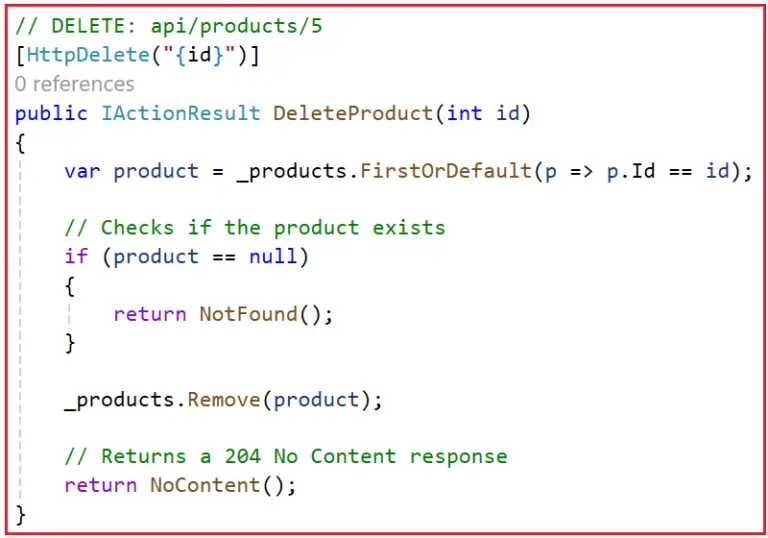 // DELETE: api/products/5
[HttpDelete("{id}")]
0 references
public IActionResult DeleteProduct(int id)
{
    var product = _products.FirstOrDefault(p => p.Id == id);

    // Checks if the product exists
    if (product == null)
    {
        return NotFound();
    }

    _products.Remove(product);

    // Returns a 204 No Content response
    return NoContent();
}